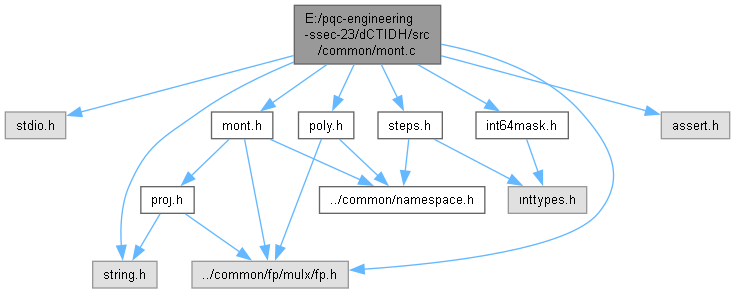 E:/pqc-engineering
-ssec-23/dCTIDH/src
/common/mont.c
stdio.h
mont.h
poly.h
steps.h
int64mask.h
assert.h
proj.h
../common/namespace.h
inttypes.h
string.h
../common/fp/mulx/fp.h